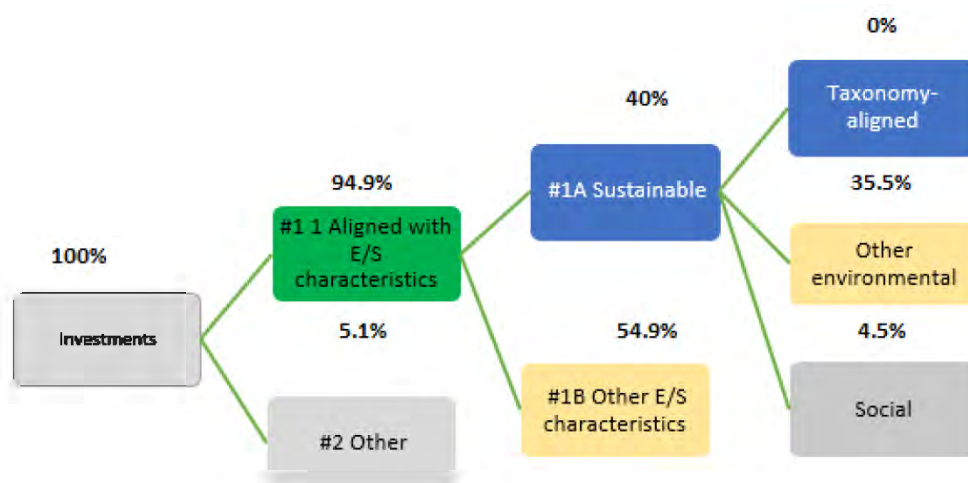 0%
Taxonomy-
aligned
40%
#1A Sustainable
94.9%
#1 1 Aligned with
E/S
characteristics
35.5%
Other
environmental
100%
Investments
5.1%
#2 Other
54.9%
#1B Other E/S
characteristics
4.5%
Social